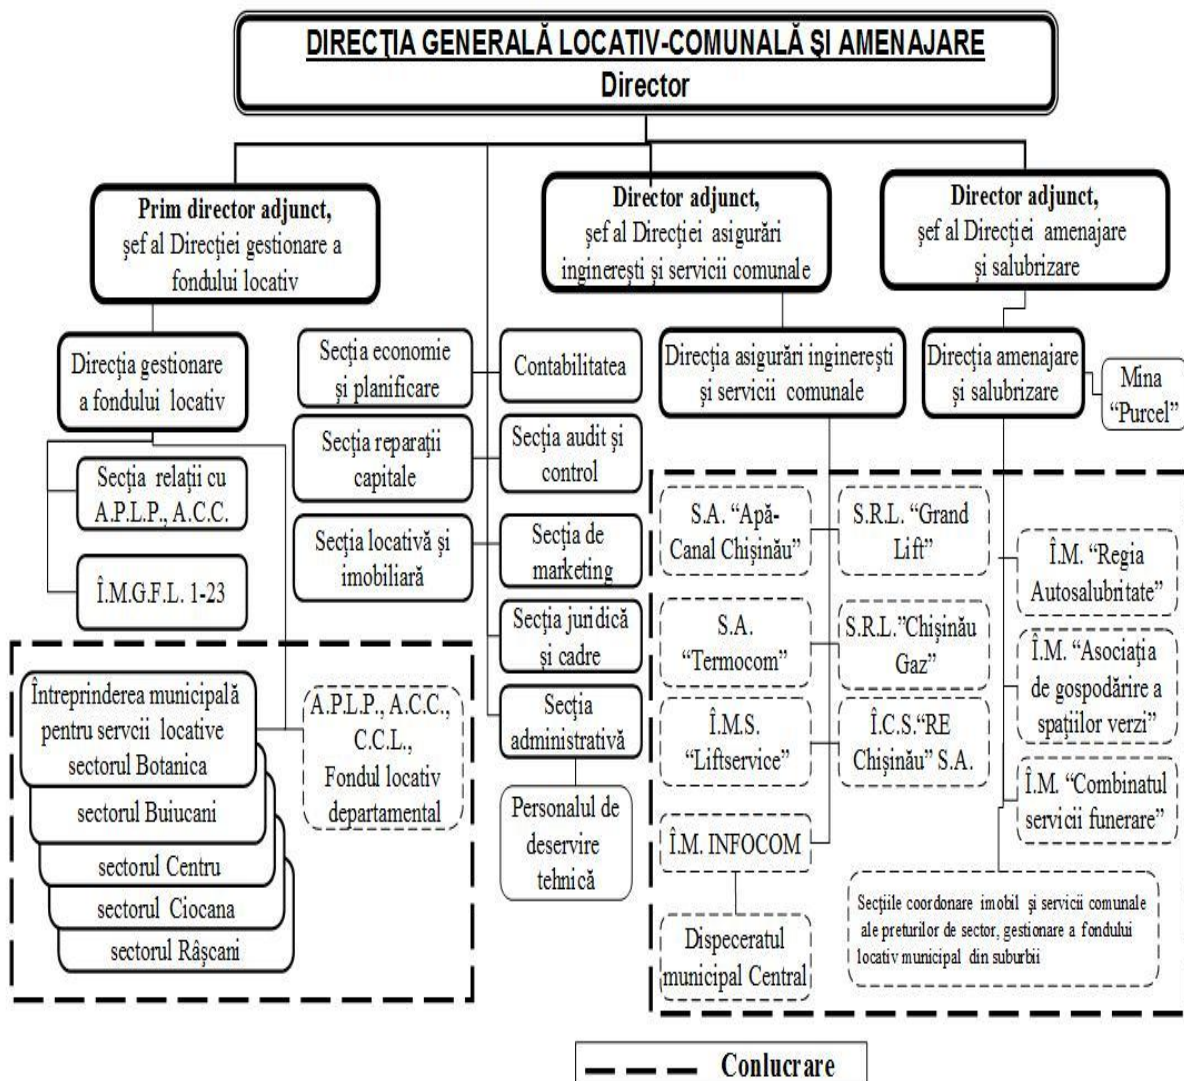 DIRECŢIA GENERALĂ LOCATIV-COMUNALĂ ŞI AMENAJARE
Director
Prim director adjunct,
şef al Direcţiei gestionare a
fondului locativ
Director adjunct,
şef al Direcţiei asigurări
inginereşti şi servicii comunale
Director adjunct,
şef al Direcţiei amenajare
şi salubrizare
Direcţia gestionare
a fondului locativ
Secţia economie
şi planificare
Contabilitatea
Direcţia asigurări inginereşti
şi servicii comunale
Direcţia amenajare
şi salubrizare
Mina
“Purcel”
Secţia relaţii cu
A.P.L.P., A.C.C.
Î.M.G.F.L. 1-23
Secţia reparaţii
capitale
Secţia audit şi
control
Secţia locativă şi
imobiliară
Secţia de
marketing
Secţia juridică
şi cadre
Secţia
administrativă
Personalul de
deservire
tehnică
Întreprinderea municipală
pentru servcii locative
sectorul Botanica
sectorul Buiucani
sectorul Centru
sectorul Ciocana
sectorul Râşcani
A.P.L.P., A.C.C.,
C.C.L.,
Fondul locativ
departamental
S.A. “Apă-
Canal Chişinău”
S.R.L. “Grand
Lift”
S.A.
“Termocom”
S.R.L.”Chişinău
Gaz”
Î.M.S.
“Liftservice”
Î.C.S.“RE
Chişinău” S.A.
Î.M. INFOCOM
Dispeceratul
municipal Central
Î.M. “Regia
Autosalubritate”
Î.M. “Asociaţia
de gospodărire a
spaţiilor verzi”
Î.M. “Combinatul
servicii funerare”
Secţiile coordonare imobil şi servicii comunale
ale preturilor de sector, gestionare a fondului
locativ municipal din suburbii
Conlucrare